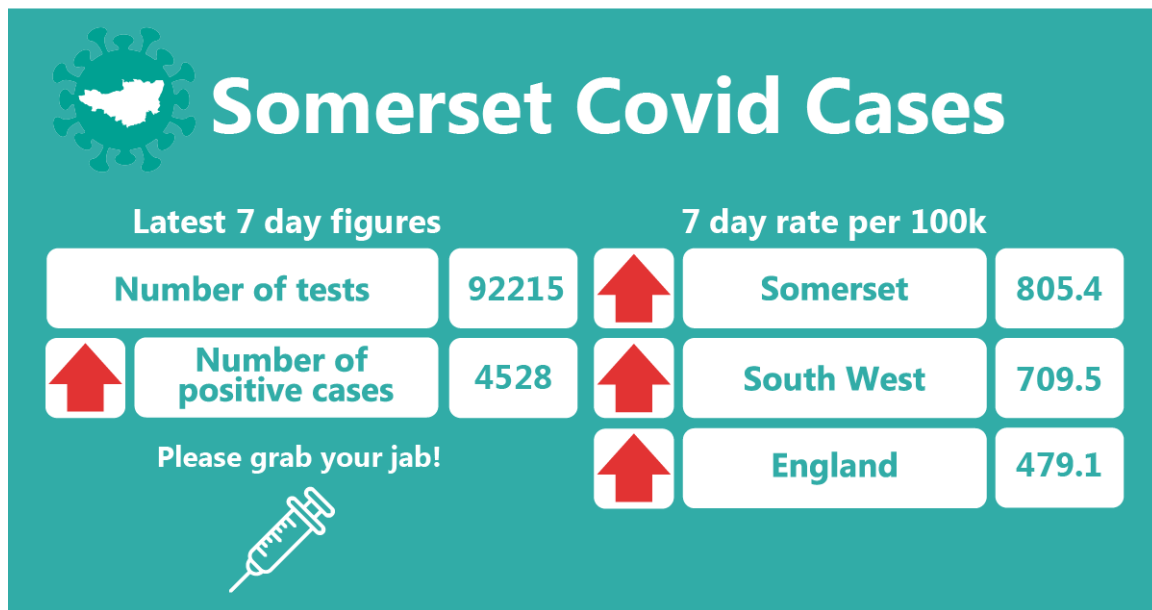 Somerset Covid Cases
Latest 7 day figures
Number of tests 92215
Number of
positive cases 4528
Please grab your jab!
7 day rate per 100k
Somerset 805.4
South West 709.5
England 479.1